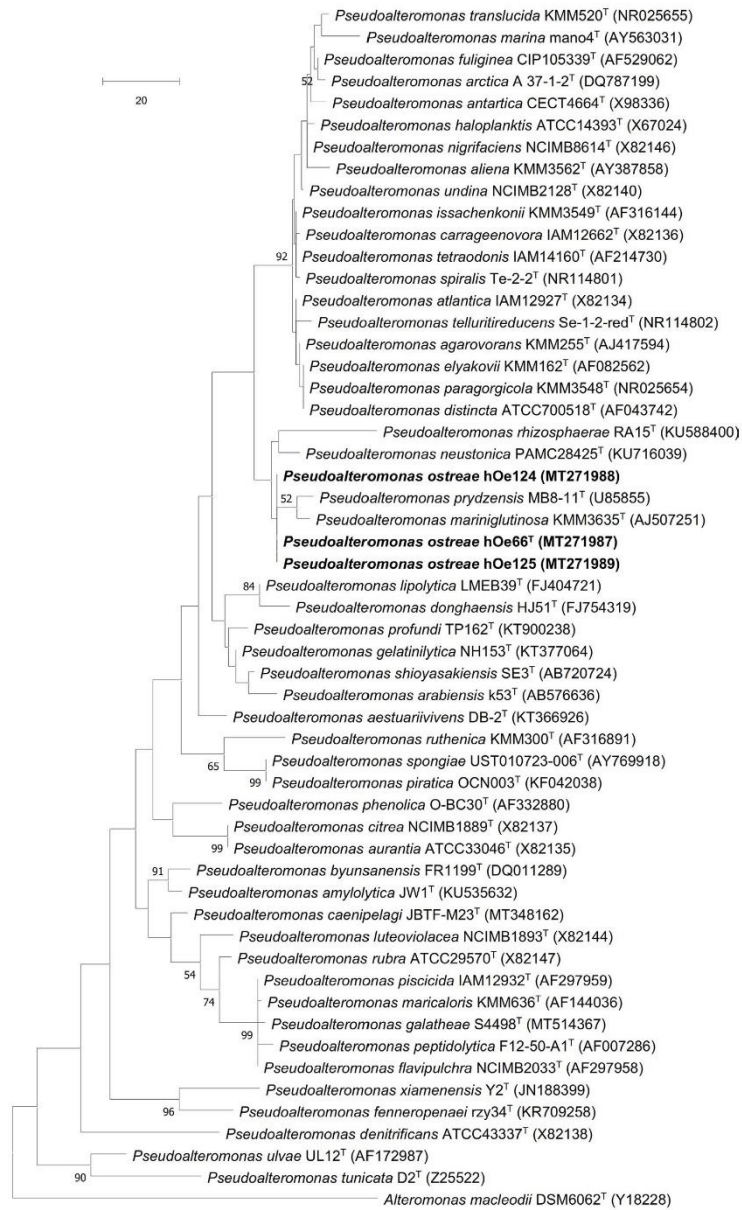 Pseudoalteromonas translucida KMM520ᵀ (NR025655)
Pseudoalteromonas marina mano4ᵀ (AY563031)
Pseudoalteromonas fuliginea CIP105339ᵀ (AF529062)
52
Pseudoalteromonas arctica A 37-1-2ᵀ (DQ787199)
20
Pseudoalteromonas antartica CECT4664ᵀ (X98336)
Pseudoalteromonas haloplanktis ATCC14393ᵀ (X67024)
Pseudoalteromonas nigrifaciens NCIMB8614ᵀ (X82146)
Pseudoalteromonas aliena KMM3562ᵀ (AY387858)
Pseudoalteromonas undina NCIMB2128ᵀ (X82140)
Pseudoalteromonas issachenkonii KMM3549ᵀ (AF316144)
Pseudoalteromonas carrageenovora IAM12662ᵀ (X82136)
92
Pseudoalteromonas tetraodonis IAM14160ᵀ (AF214730)
Pseudoalteromonas spiralis Te-2-2ᵀ (NR114801)
Pseudoalteromonas atlantica IAM12927ᵀ (X82134)
Pseudoalteromonas telluritireducens Se-1-2-redᵀ (NR114802)
Pseudoalteromonas agarovorans KMM255ᵀ (AJ417594)
Pseudoalteromonas elyakovii KMM162ᵀ (AF082562)
Pseudoalteromonas paragorgicola KMM3548ᵀ (NR025654)
Pseudoalteromonas distincta ATCC700518ᵀ (AF043742)
Pseudoalteromonas rhizosphaerae RA15ᵀ (KU588400)
Pseudoalteromonas neustonica PAMC28425ᵀ (KU716039)
Pseudoalteromonas ostreae hOe124 (MT271988)
52
Pseudoalteromonas prydzensis MB8-11ᵀ (U85855)
Pseudoalteromonas mariniglutinosa KMM3635ᵀ (AJ507251)
Pseudoalteromonas ostreae hOe66ᵀ (MT271987)
Pseudoalteromonas ostreae hOe125 (MT271989)
84
Pseudoalteromonas lipolytica LMEB39ᵀ (FJ404721)
Pseudoalteromonas donghaensis HJ51ᵀ (FJ754319)
Pseudoalteromonas profundi TP162ᵀ (KT900238)
Pseudoalteromonas gelatinilytica NH153ᵀ (KT377064)
Pseudoalteromonas shioyasakiensis SE3ᵀ (AB720724)
Pseudoalteromonas arabiensis k53ᵀ (AB576636)
Pseudoalteromonas aestuariivivens DB-2ᵀ (KT366926)
Pseudoalteromonas ruthenica KMM300ᵀ (AF316891)
65
Pseudoalteromonas spongiae UST010723-006ᵀ (AY769918)
99
Pseudoalteromonas piratica OCN003ᵀ (KF042038)
Pseudoalteromonas phenolica O-BC30ᵀ (AF332880)
Pseudoalteromonas citrea NCIMB1889ᵀ (X82137)
99
Pseudoalteromonas aurantia ATCC33046ᵀ (X82135)
91
Pseudoalteromonas byunsanensis FR1199ᵀ (DQ011289)
Pseudoalteromonas amylolytica JW1ᵀ (KU535632)
Pseudoalteromonas caenipelagi JBTF-M23ᵀ (MT348162)
Pseudoalteromonas luteoviolacea NCIMB1893ᵀ (X82144)
54
Pseudoalteromonas rubra ATCC29570ᵀ (X82147)
Pseudoalteromonas piscicida IAM12932ᵀ (AF297959)
74
Pseudoalteromonas maricaloris KMM636ᵀ (AF144036)
Pseudoalteromonas galatheae S4498ᵀ (MT514367)
99
Pseudoalteromonas peptidolytica F12-50-A1ᵀ (AF007286)
Pseudoalteromonas flavipulchra NCIMB2033ᵀ (AF297958)
Pseudoalteromonas xiamenensis Y2ᵀ (JN188399)
96
Pseudoalteromonas fenneropenaei rzy34ᵀ (KR709258)
Pseudoalteromonas denitrificans ATCC43337ᵀ (X82138)
Pseudoalteromonas ulvae UL12ᵀ (AF172987)
90
Pseudoalteromonas tunicata D2ᵀ (Z25522)
Alteromonas macleodii DSM6062ᵀ (Y18228)